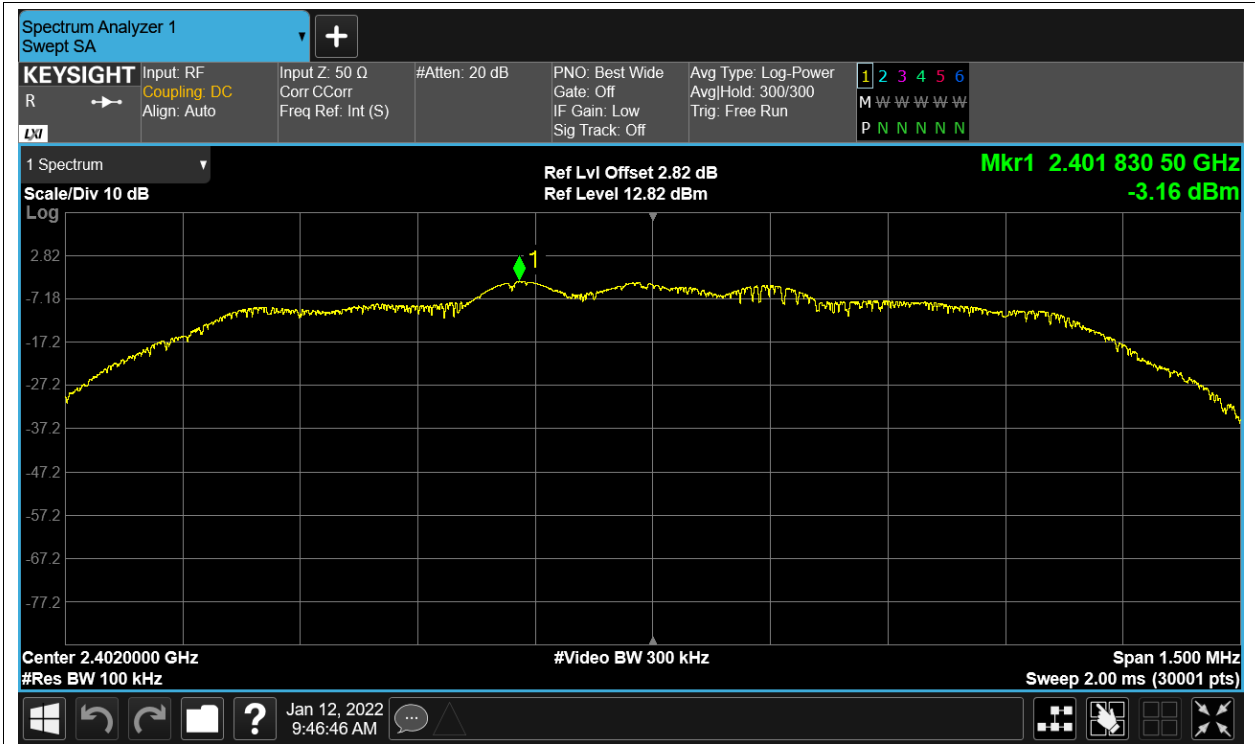 Spectrum Analyzer 1
Swept SA
KEYSIGHT
R
LXI
Input: RF
Coupling: DC
Align: Auto
Input Z: 50 Ω
Corr CCorr
Freq Ref: Int (S)
#Atten: 20 dB
PNO: Best Wide
Gate: Off
IF Gain: Low
Sig Track: Off
Avg Type: Log-Power
Avg|Hold: 300/300
Trig: Free Run
1 2 3 4 5 6
M W W W W W
P N N N N N
1 Spectrum
Scale/Div 10 dB
Log
Ref Lvl Offset 2.82 dB
Ref Level 12.82 dBm
Mkr1 2.401 830 50 GHz
-3.16 dBm
1
2.82
-7.18
-17.2
-27.2
-37.2
-47.2
-57.2
-67.2
-77.2
Center 2.4020000 GHz
#Res BW 100 kHz
#Video BW 300 kHz
Span 1.500 MHz
Sweep 2.00 ms (30001 pts)
?
Jan 12, 2022
9:46:46 AM